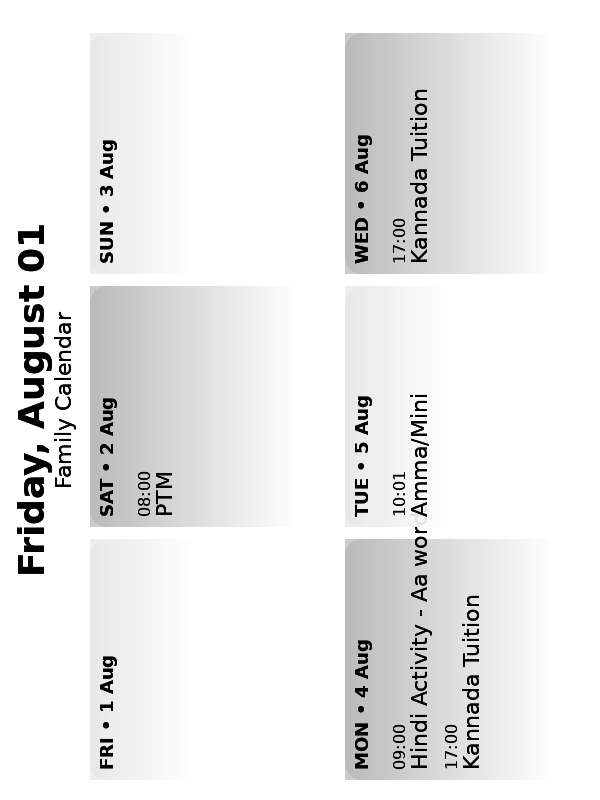 Friday, August 01
Family Calendar
FRI • 1 Aug
SAT • 2 Aug
08:00
PTM
SUN • 3 Aug
MON • 4 Aug
09:00
Hindi Activity - Aa wor
17:00
Kannada Tuition
TUE • 5 Aug
10:01
Amma/Mini
WED • 6 Aug
17:00
Kannada Tuition